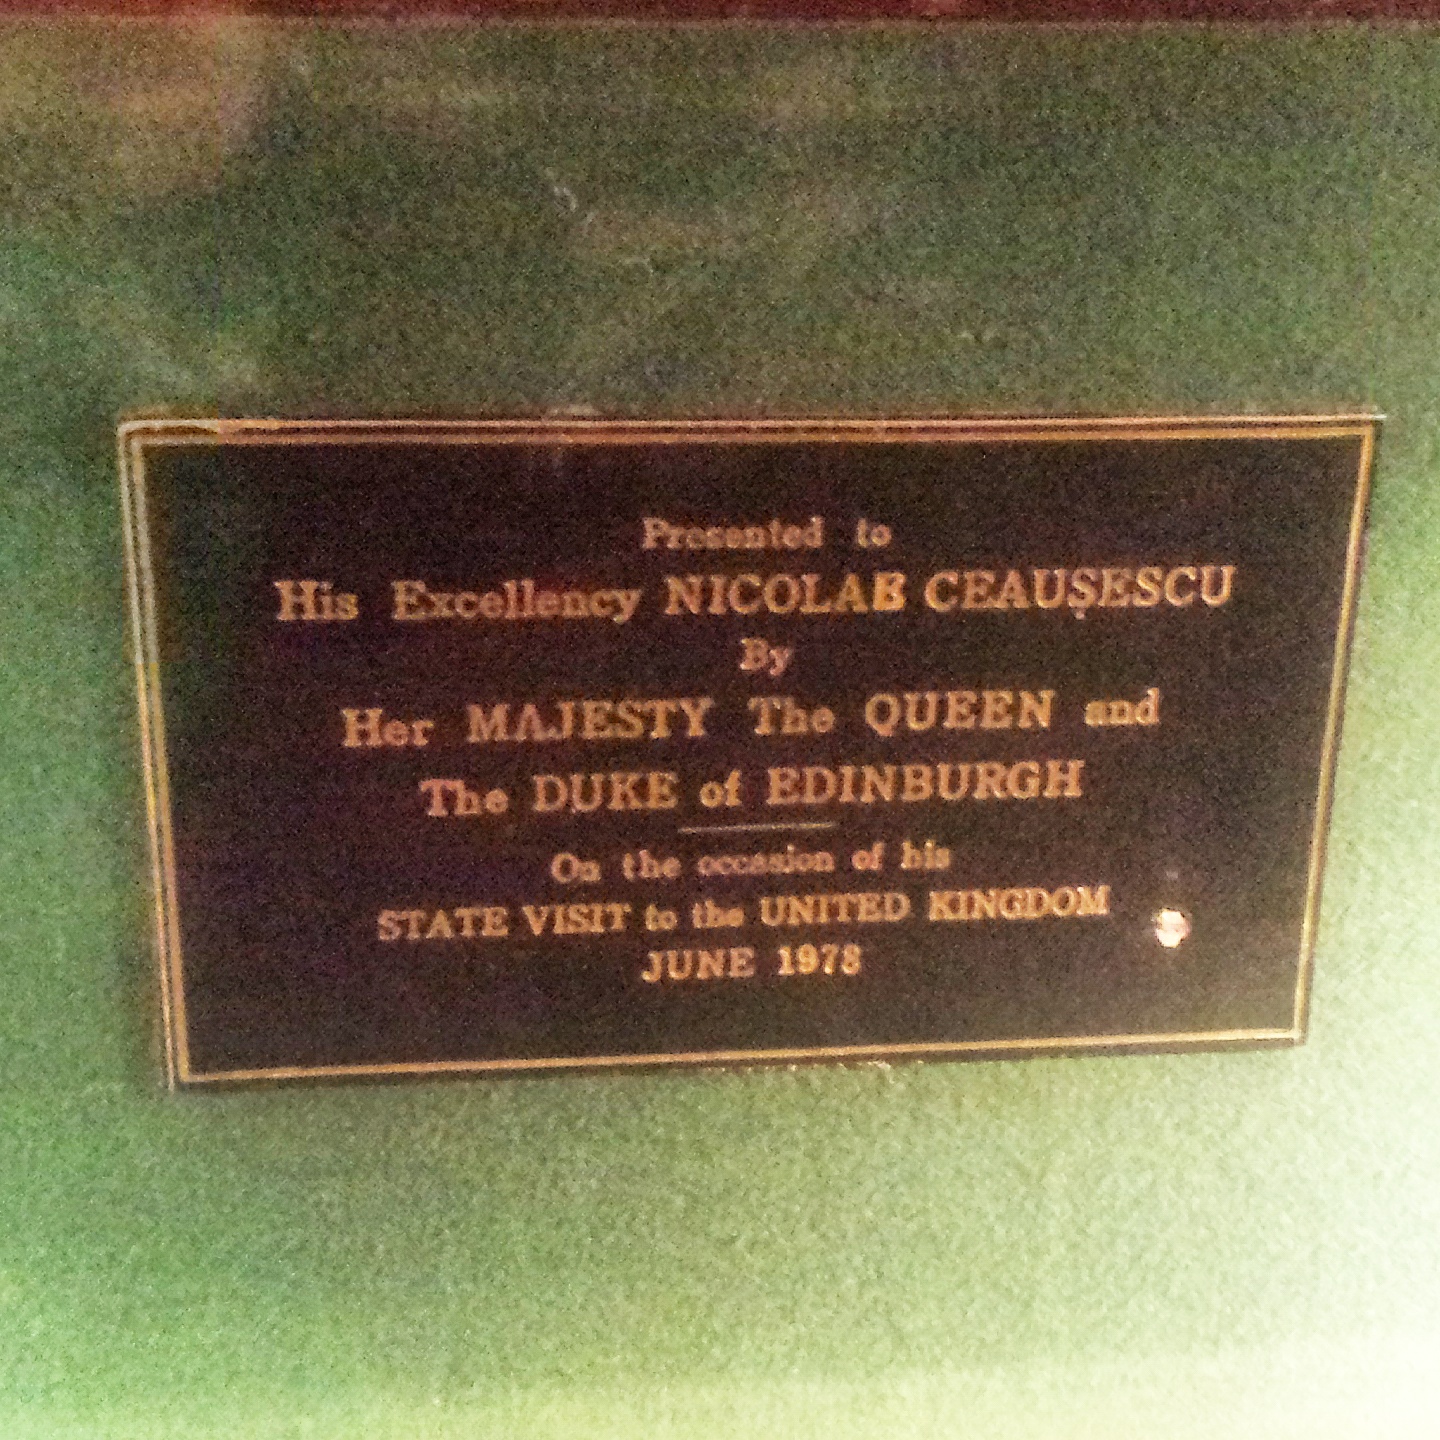 Presented to
His Excellency NICOLAE CEAUȘESCU
By
Her MAJESTY The QUEEN and
The DUKE of EDINBURGH
On the occasion of his
STATE VISIT to the UNITED KINGDOM
JUNE 1978